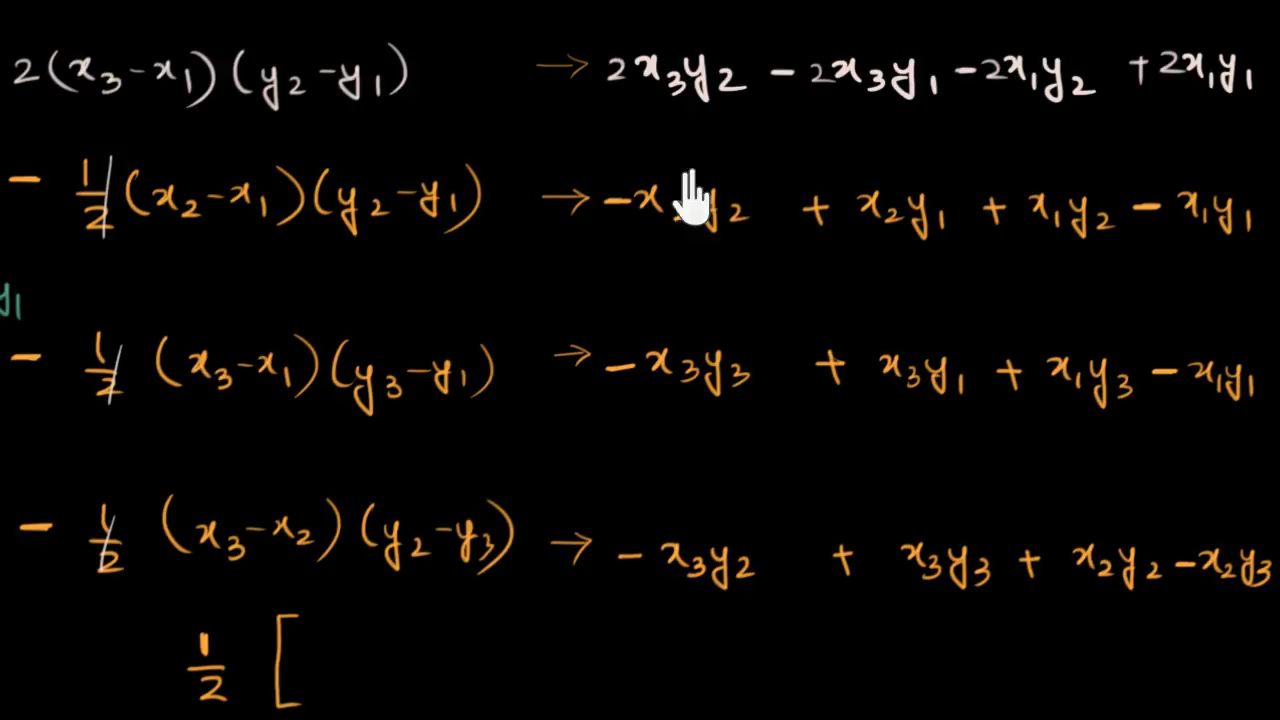 2(x₃-x₁)(y₂-y₁) → 2x₃y₂ - 2x₃y₁ - 2x₁y₂ + 2x₁y₁
- 1/2 (x₂-x₁)(y₂-y₁) → -x y₂ + x₂y₁ + x₁y₂ - x₁y₁
y₁
- 1/2 (x₃-x₁)(y₃-y₁) → -x₃y₃ + x₃y₁ + x₁y₃ - x₁y₁
- 1/2 (x₃-x₂)(y₂-y₃) → - x₃y₂ + x₃y₃ + x₂y₂ - x₂y₃
1/2 [